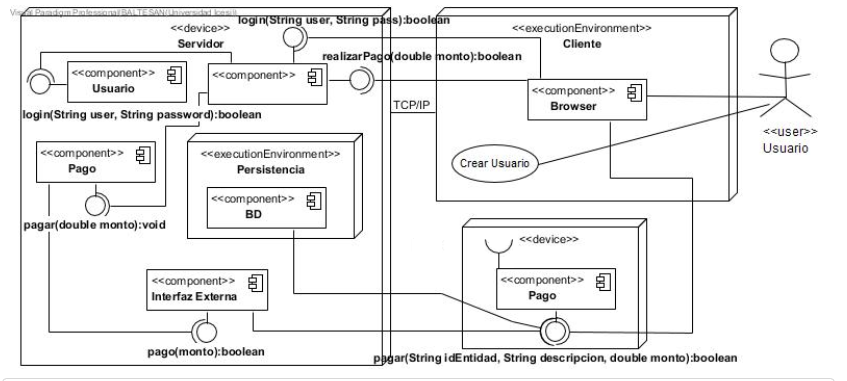 Visual Paradigm Professional(BALTESAN(Universidad Icesi))
login(String user, String pass):boolean
<<device>>
Servidor
<<executionEnvironment>>
Cliente
realizarPago(double monto):boolean
<<component>>
Usuario
<<component>>
<<component>>
Browser
TCP/IP
login(String user, String password):boolean
<<user>>
Usuario
<<component>>
Pago
<<executionEnvironment>>
Persistencia
Crear Usuario
<<component>>
BD
pagar(double monto):void
<<device>>
<<component>>
Interfaz Externa
<<component>>
Pago
pago(monto):boolean
pagar(String idEntidad, String descripcion, double monto):boolean